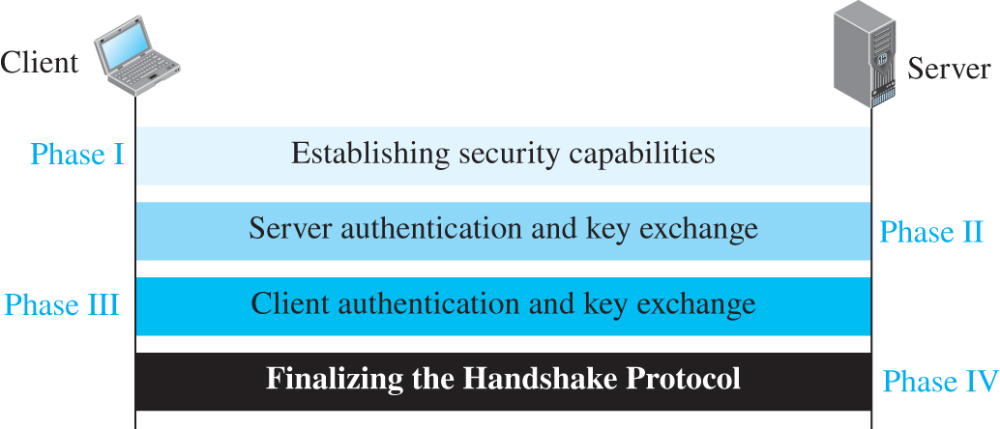 Client
Server
Phase I
Establishing security capabilities
Server authentication and key exchange
Phase II
Phase III
Client authentication and key exchange
Finalizing the Handshake Protocol
Phase IV